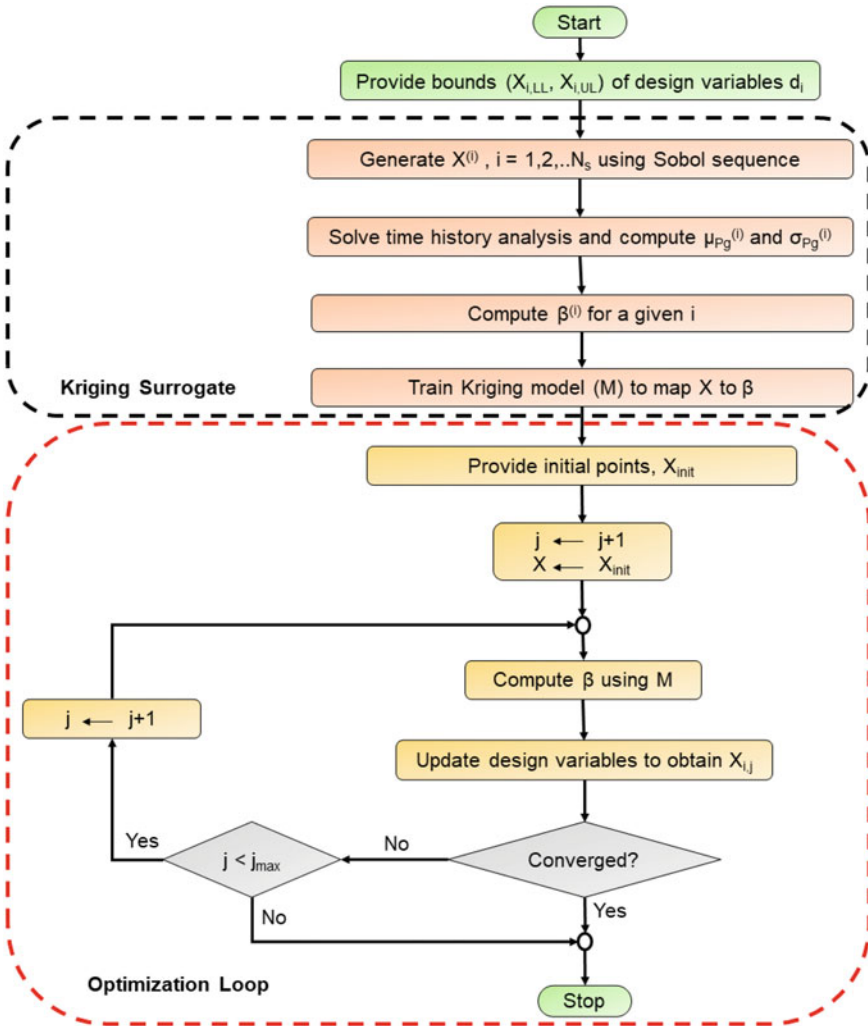 Start
Provide bounds (X_i,LL, X_i,UL) of design variables d_i
Generate X^(i) , i = 1,2,..N_s using Sobol sequence
Solve time history analysis and compute μ_Pg^(i) and σ_Pg^(i)
Compute β^(i) for a given i
Train Kriging model (M) to map X to β
Kriging Surrogate
Provide initial points, X_init
j ← j+1
X ← X_init
Compute β using M
j ← j+1
Update design variables to obtain X_i,j
Yes
No
j < j_max
Converged?
No
Yes
Optimization Loop
Stop